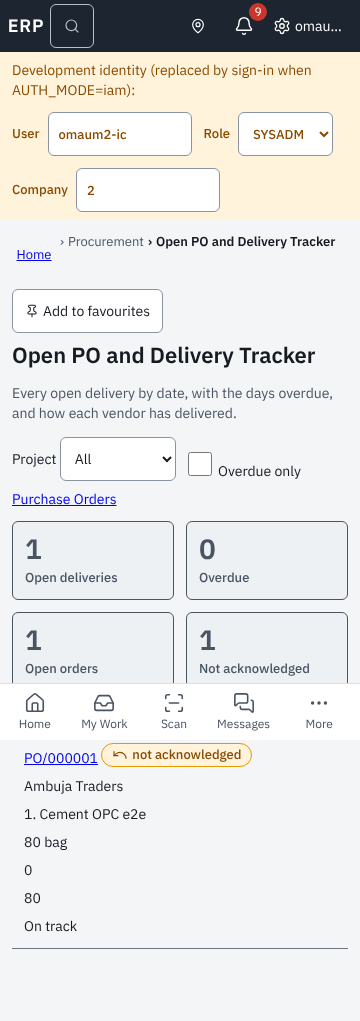 ERP
9
omau...
Development identity (replaced by sign-in when
AUTH_MODE=iam):
User omaum2-ic Role SYSADM
Company 2
Home › Procurement › Open PO and Delivery Tracker
Add to favourites
Open PO and Delivery Tracker
Every open delivery by date, with the days overdue,
and how each vendor has delivered.
Project All Overdue only
Purchase Orders
1 0
Open deliveries Overdue
1 1
Open orders Not acknowledged
Home My Work Scan Messages More
PO/000001 not acknowledged
Ambuja Traders
1. Cement OPC e2e
80 bag
0
80
On track